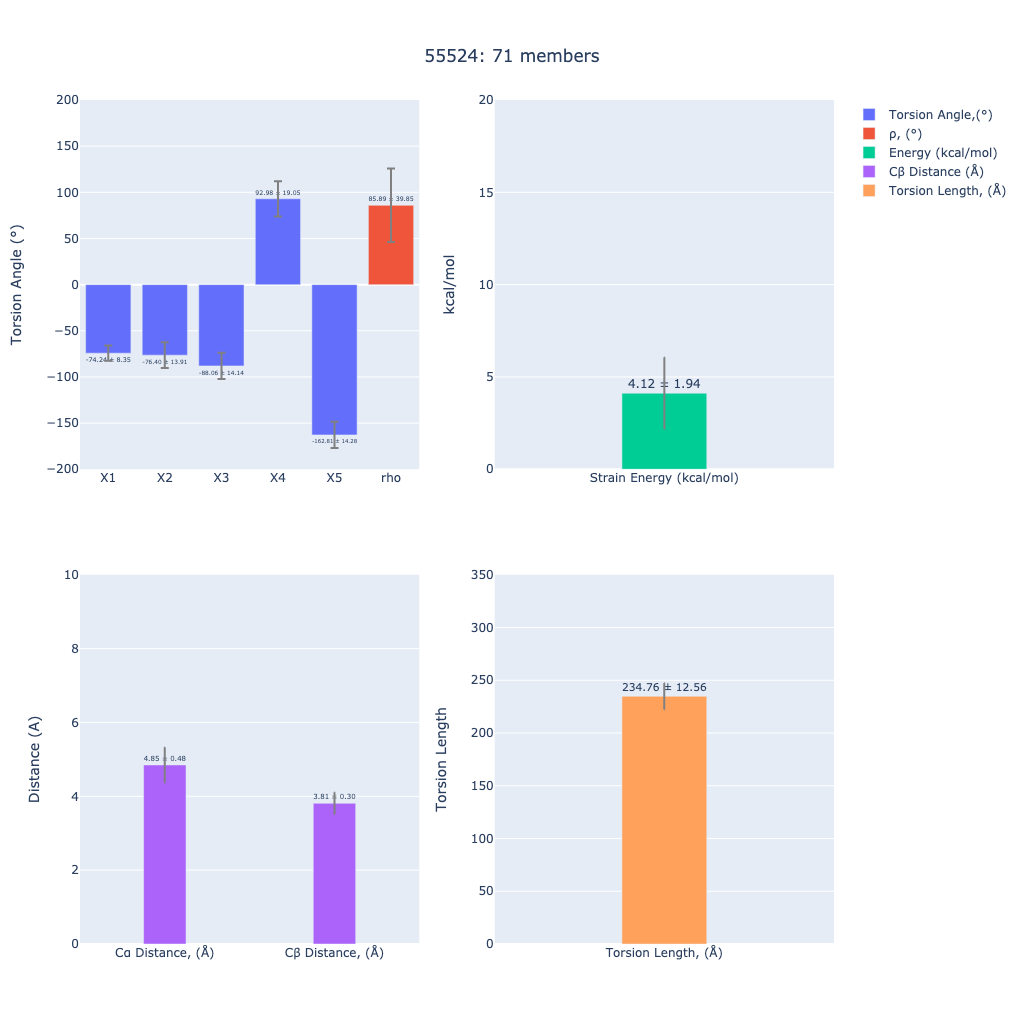 55524: 71 members
200
150
100
50
0
−50
−100
−150
−200
Torsion Angle (°)
-74.24 ± 8.35
-76.40 ± 13.91
-88.06 ± 14.14
92.98 ± 19.05
-162.81 ± 14.28
85.89 ± 39.85
X1
X2
X3
X4
X5
rho
20
15
10
5
0
kcal/mol
4.12 ± 1.94
Strain Energy (kcal/mol)
Torsion Angle,(°)
ρ, (°)
Energy (kcal/mol)
Cβ Distance (Å)
Torsion Length, (Å)
10
8
6
4
2
0
Distance (A)
4.85 ± 0.48
3.81 ± 0.30
Cα Distance, (Å)
Cβ Distance, (Å)
350
300
250
200
150
100
50
0
Torsion Length
234.76 ± 12.56
Torsion Length, (Å)